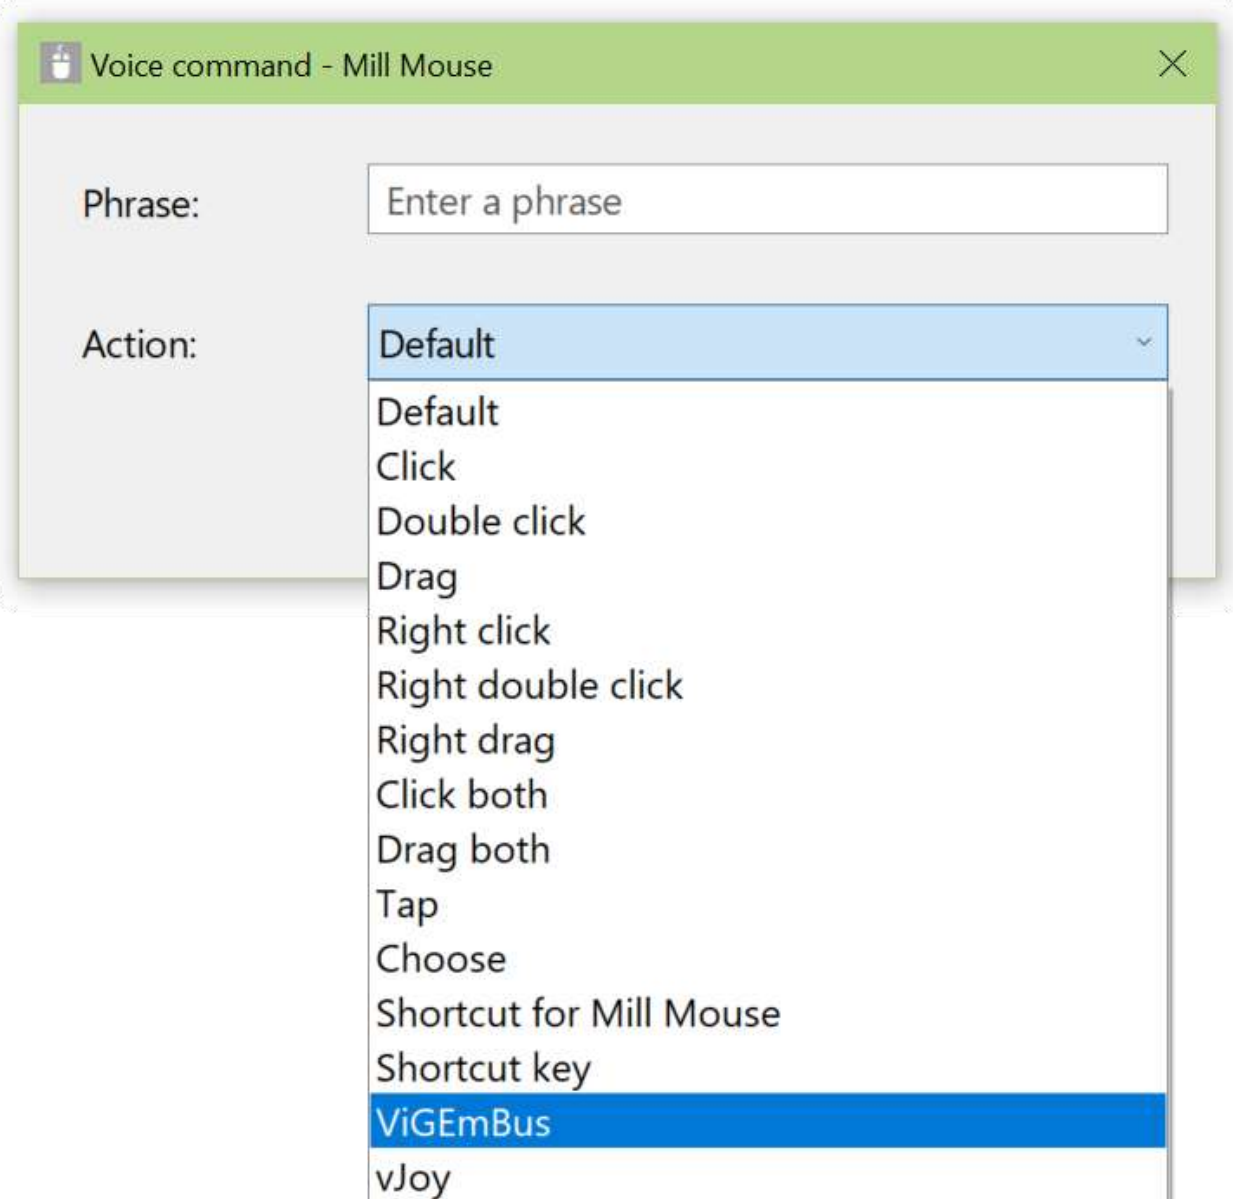 Voice command - Mill Mouse
Phrase: Enter a phrase
Action: Default
Default
Click
Double click
Drag
Right click
Right double click
Right drag
Click both
Drag both
Tap
Choose
Shortcut for Mill Mouse
Shortcut key
ViGEmBus
vJoy